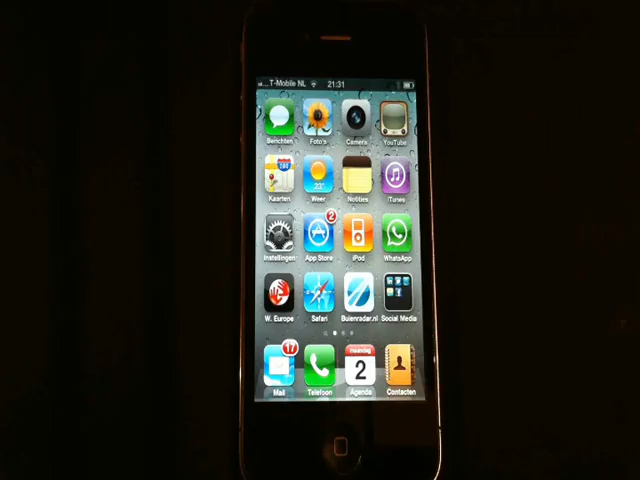 T-Mobile NL 21:31
Berichten Foto's Camera YouTube
280
23°
Kaarten Weer Notities iTunes
2
Instellingen App Store iPod WhatsApp
W. Europe Safari Buienradar.nl Social Media
17 maandag
2
Mail Telefoon Agenda Contacten